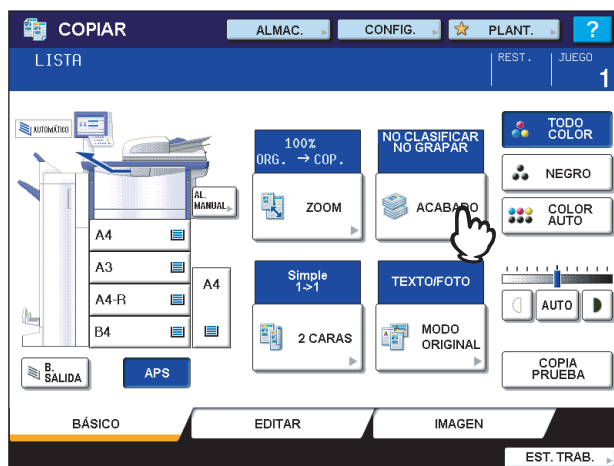 COPIAR
ALMAC.
CONFIG.
PLANT.
?
LISTA
REST.
JUEGO
1
AUTOMÁTICO
AL.
MANUAL
A4
A3
A4-R
B4
A4
B.
SALIDA
APS
100%
ORG. → COP.
ZOOM
NO CLASIFICAR
NO GRAPAR
ACABADO
Simple
1->1
2 CARAS
TEXTO/FOTO
MODO
ORIGINAL
TODO
COLOR
NEGRO
COLOR
AUTO
AUTO
COPIA
PRUEBA
BÁSICO
EDITAR
IMAGEN
EST. TRAB.